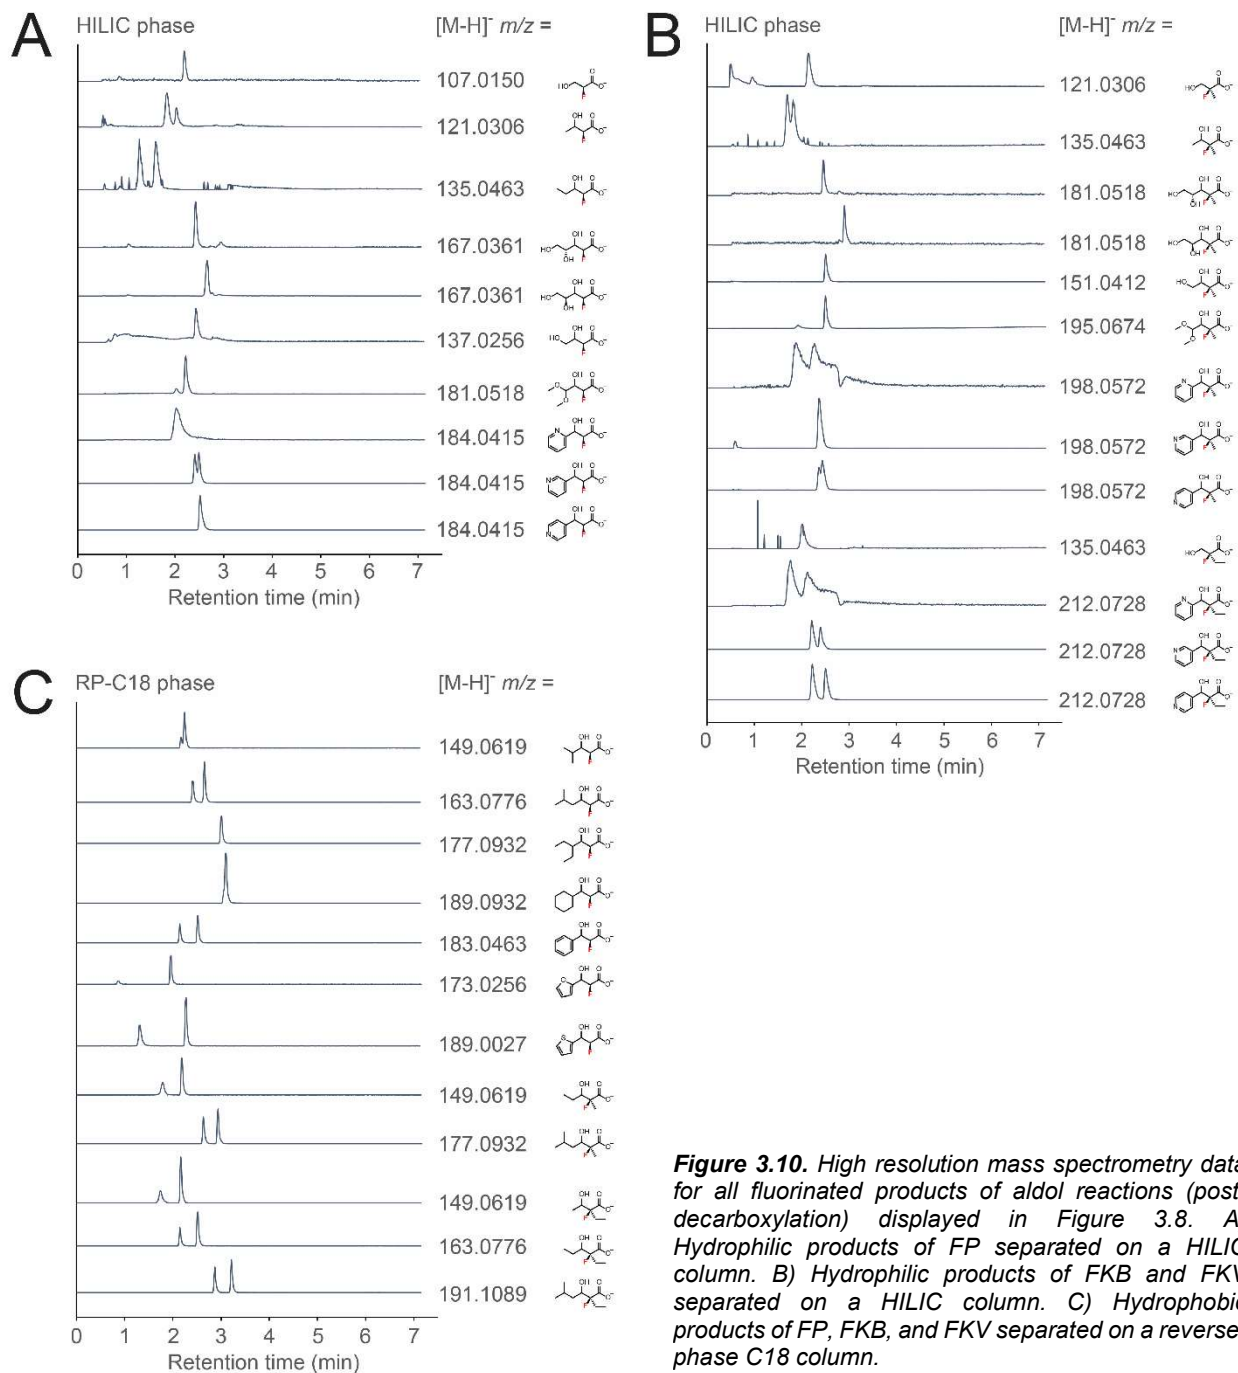 A
HILIC phase
[M-H]⁻ m/z =
107.0150
121.0306
135.0463
167.0361
167.0361
137.0256
181.0518
184.0415
184.0415
184.0415
0 1 2 3 4 5 6 7
Retention time (min)
B
HILIC phase
[M-H]⁻ m/z =
121.0306
135.0463
181.0518
181.0518
151.0412
195.0674
198.0572
198.0572
198.0572
135.0463
212.0728
212.0728
212.0728
0 1 2 3 4 5 6 7
Retention time (min)
C
RP-C18 phase
[M-H]⁻ m/z =
149.0619
163.0776
177.0932
189.0932
183.0463
173.0256
189.0027
149.0619
177.0932
149.0619
163.0776
191.1089
0 1 2 3 4 5 6 7
Retention time (min)
Figure 3.10. High resolution mass spectrometry data
for all fluorinated products of aldol reactions (post-
decarboxylation) displayed in Figure 3.8. A)
Hydrophilic products of FP separated on a HILIC
column. B) Hydrophilic products of FKB and FKV
separated on a HILIC column. C) Hydrophobic
products of FP, FKB, and FKV separated on a reverse-
phase C18 column.